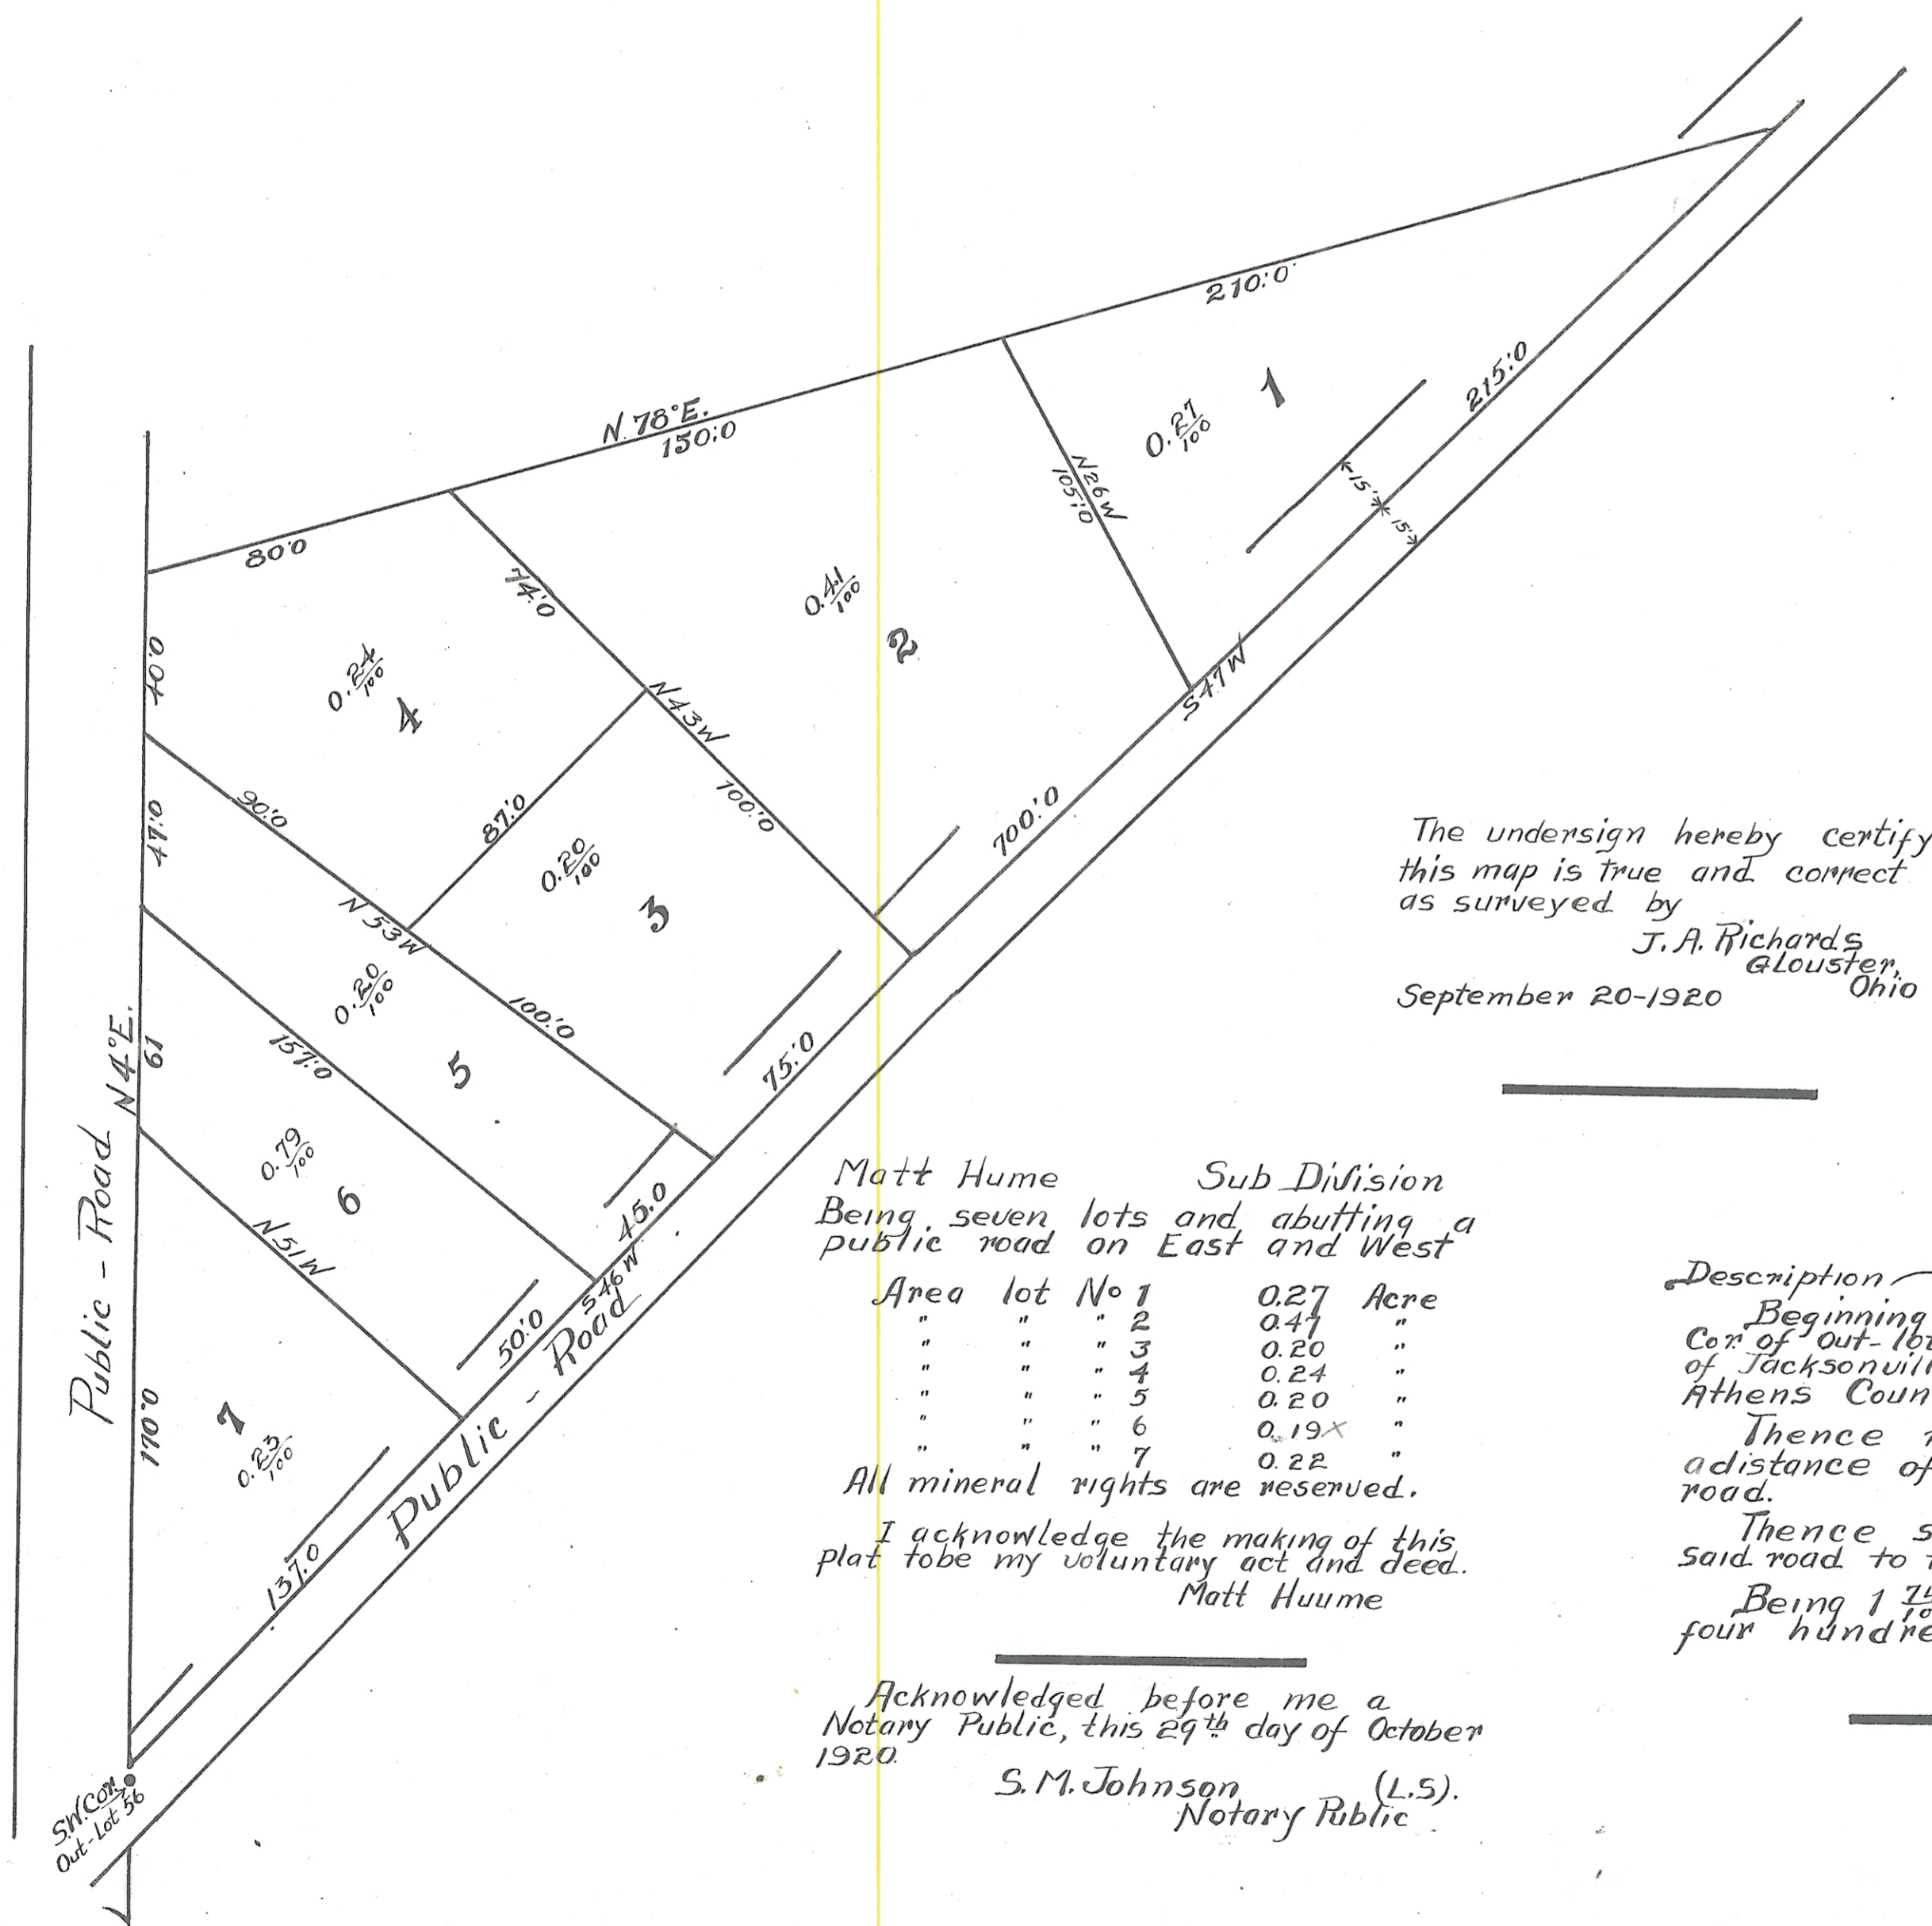 210'.0
N. 78°E.
150'.0
80'.0
1
0.27/100
N26W
105'.0
215'.0
15'
15'
S47W
0.41/100
2
74'.0
N43W
100'.0
700'.0
0.24/100
4
40'.0
47'.0
90'.0
87'.0
0.20/100
3
N53W
100'.0
75'.0
0.20/100
5
N4°E.
61
157'.0
45.0
S46W
0.79/100
6
N51W
50'.0
Public - Road
Public - Road
7
0.23/100
170'.0
137.0
S.W.Cor.
Out-Lot 56
The undersign hereby certify
this map is true and correct
as surveyed by
J. A. Richards
Glouster,
Ohio
September 20-1920
Matt Hume Sub Division
Being seven lots and abutting a
public road on East and West
Area lot No 1 0.27 Acre
" " " 2 0.41 "
" " " 3 0.20 "
" " " 4 0.24 "
" " " 5 0.20 "
" " " 6 0.19x "
" " " 7 0.22 "
All mineral rights are reserved.
I acknowledge the making of this
plat tobe my voluntary act and deed.
Matt Huume
Acknowledged before me a
Notary Public, this 29th day of October
1920.
S. M. Johnson (L.S).
Notary Public
Description
Beginning
Cor. of Out-lot
of Jacksonvill
Athens Coun
Thence
adistance of
road.
Thence s
said road to
Being 1
four hundre